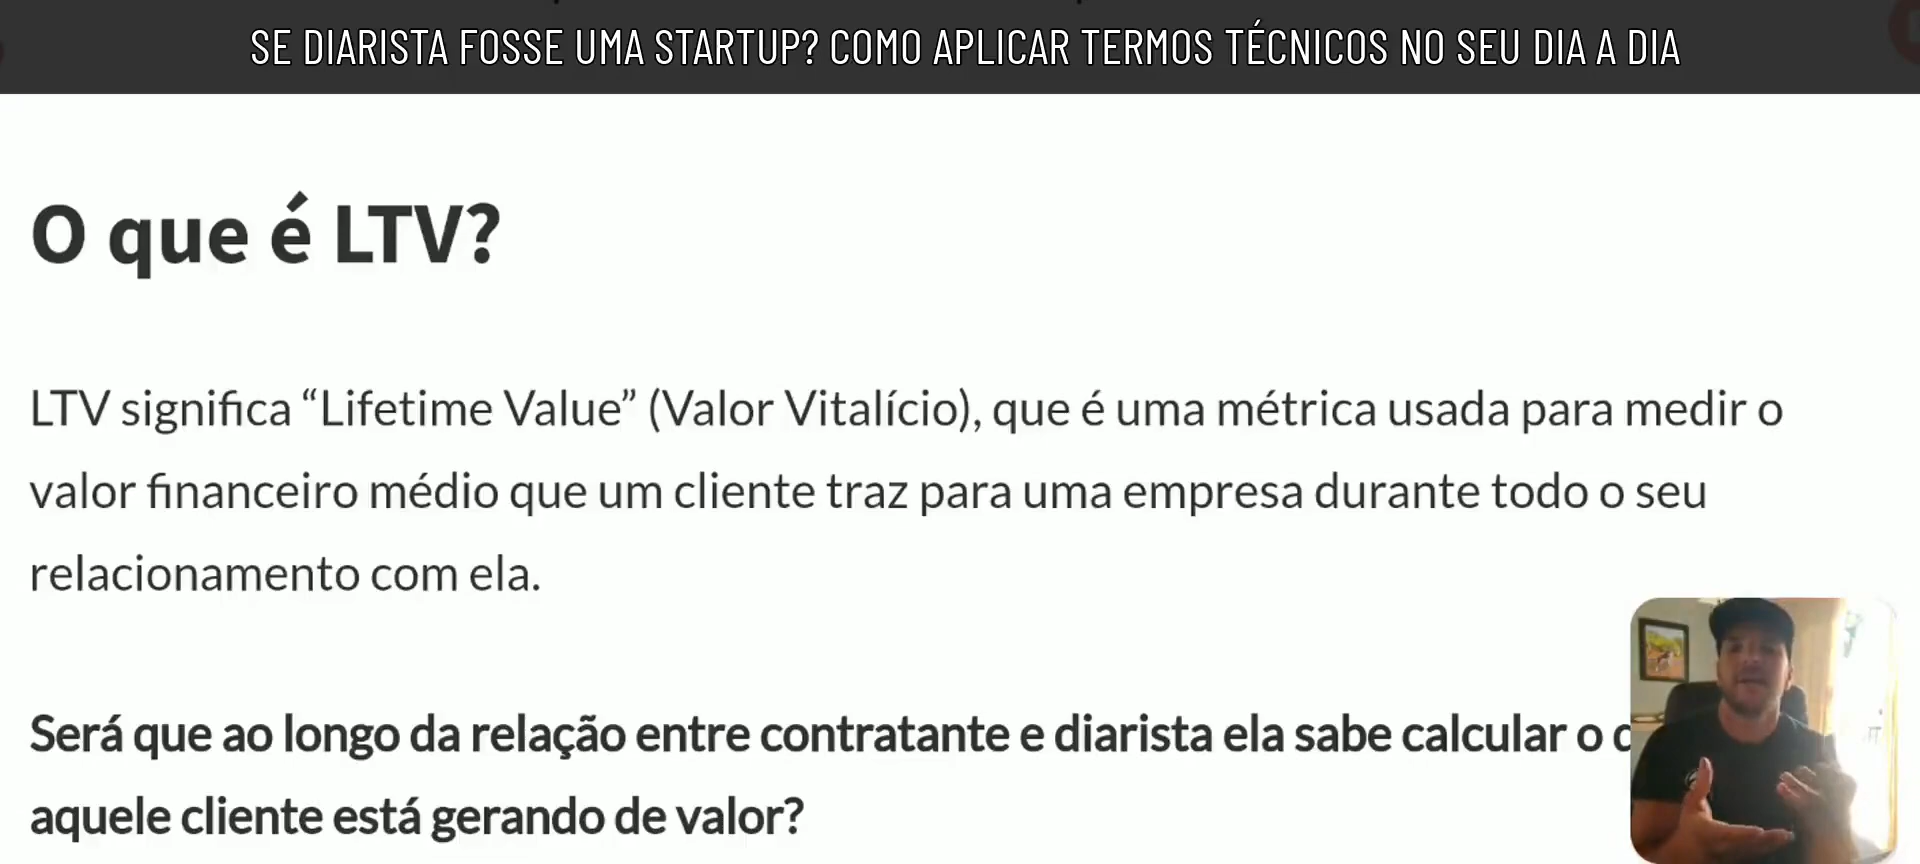 SE DIARISTA FOSSE UMA STARTUP? COMO APLICAR TERMOS TÉCNICOS NO SEU DIA A DIA
O que é LTV?
LTV significa “Lifetime Value” (Valor Vitalício), que é uma métrica usada para medir o
valor financeiro médio que um cliente traz para uma empresa durante todo o seu
relacionamento com ela.
Será que ao longo da relação entre contratante e diarista ela sabe calcular o
aquele cliente está gerando de valor?